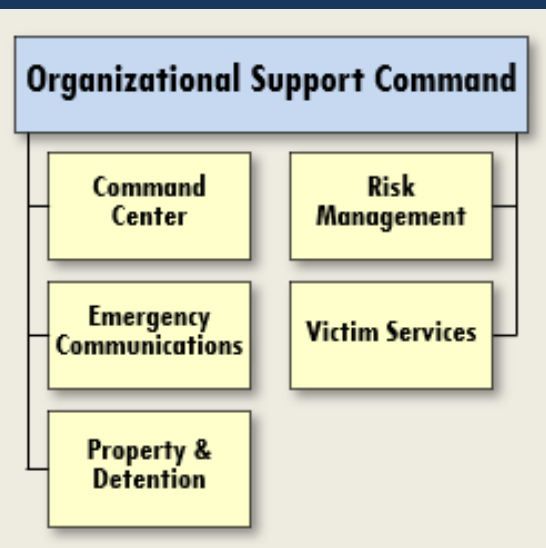 Organizational Support Command
Command
Center
Risk
Management
Emergency
Communications
Victim Services
Property &
Detention